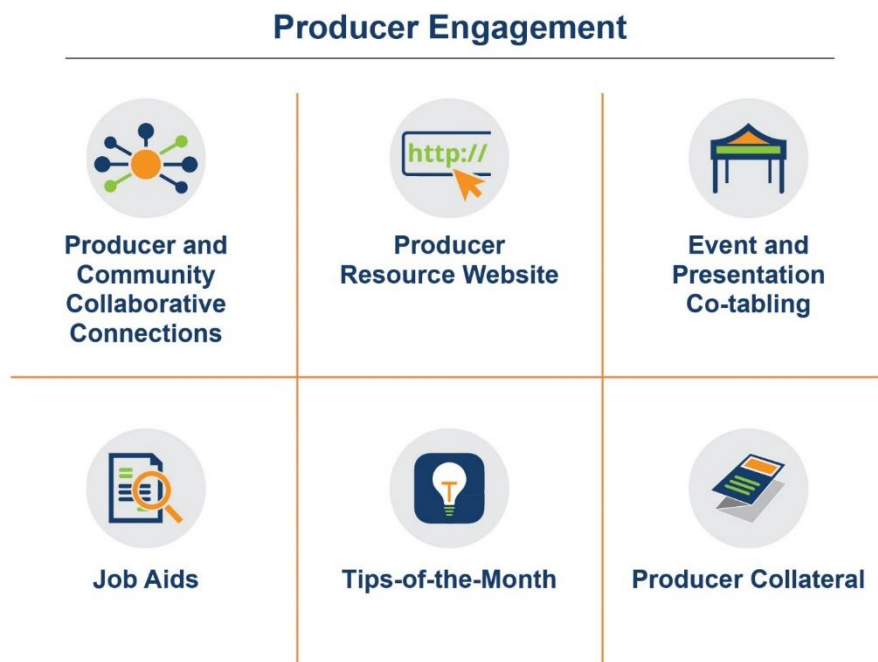 Producer Engagement
Producer and
Community
Collaborative
Connections
http://
Producer
Resource Website
Event and
Presentation
Co-tabling
Job Aids
Tips-of-the-Month
Producer Collateral